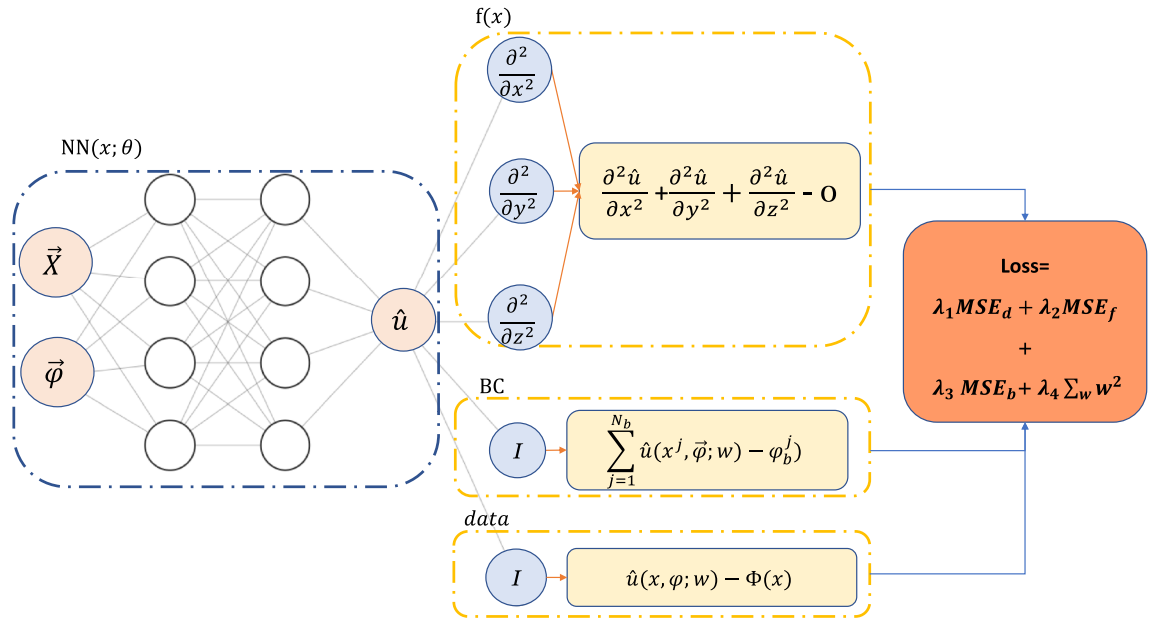 f(x)
∂²/∂x²
NN(x; θ)
∂²/∂y²
∂²û/∂x² + ∂²û/∂y² + ∂²û/∂z² - O
X⃗
φ⃗
û
∂²/∂z²
Loss=
λ₁MSE_d + λ₂MSE_f
+
λ₃ MSE_b + λ₄ ∑_w w²
BC
I
∑_{j=1}^{N_b} û(x^j, φ⃗; w) − φ_b^j)
data
I
û(x, φ; w) − Φ(x)